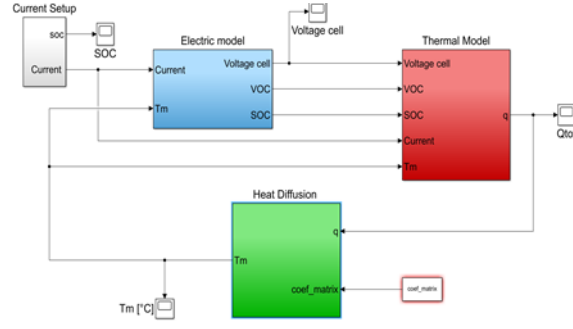 Current Setup
soc
SOC
Current
Electric model
Current
Tm
Voltage cell
VOC
SOC
Voltage cell
Thermal Model
Voltage cell
VOC
SOC
Current
Tm
q
Qto
Heat Diffusion
q
Tm
coef_matrix
coef_matrix
Tm [°C]